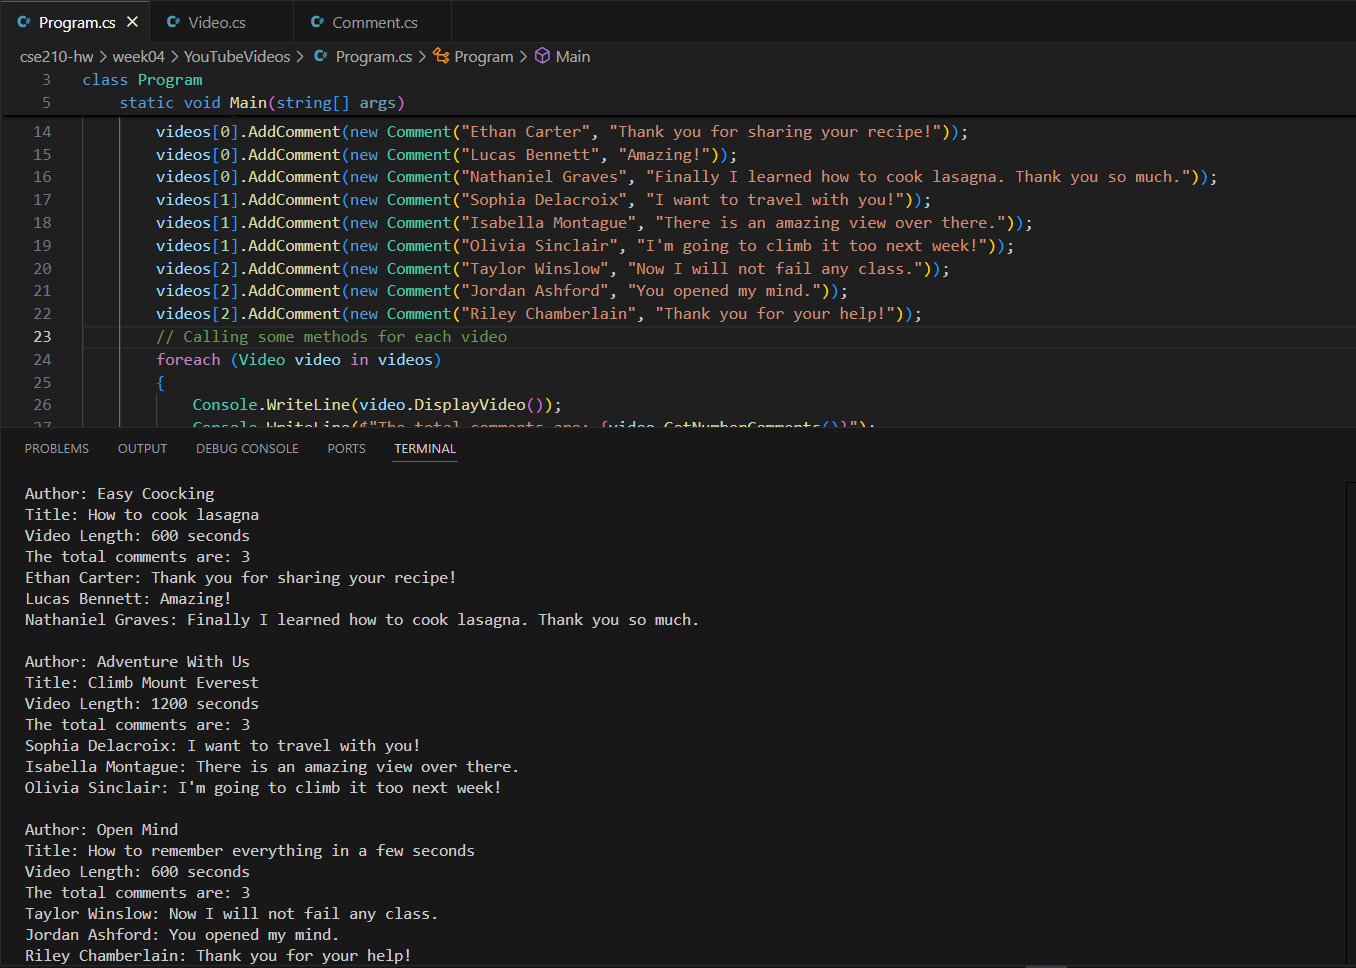 Program.cs
Video.cs
Comment.cs
cse210-hw > week04 > YouTubeVideos > Program.cs > Program > Main
3 class Program
5 static void Main(string[] args)
14 videos[0].AddComment(new Comment("Ethan Carter", "Thank you for sharing your recipe!"));
15 videos[0].AddComment(new Comment("Lucas Bennett", "Amazing!"));
16 videos[0].AddComment(new Comment("Nathaniel Graves", "Finally I learned how to cook lasagna. Thank you so much."));
17 videos[1].AddComment(new Comment("Sophia Delacroix", "I want to travel with you!"));
18 videos[1].AddComment(new Comment("Isabella Montague", "There is an amazing view over there."));
19 videos[1].AddComment(new Comment("Olivia Sinclair", "I'm going to climb it too next week!"));
20 videos[2].AddComment(new Comment("Taylor Winslow", "Now I will not fail any class."));
21 videos[2].AddComment(new Comment("Jordan Ashford", "You opened my mind."));
22 videos[2].AddComment(new Comment("Riley Chamberlain", "Thank you for your help!"));
23 // Calling some methods for each video
24 foreach (Video video in videos)
25 {
26 Console.WriteLine(video.DisplayVideo());
27 Console.WriteLine($"The total comments are: {video.GetNumberComments()}");
PROBLEMS OUTPUT DEBUG CONSOLE PORTS TERMINAL
Author: Easy Coocking
Title: How to cook lasagna
Video Length: 600 seconds
The total comments are: 3
Ethan Carter: Thank you for sharing your recipe!
Lucas Bennett: Amazing!
Nathaniel Graves: Finally I learned how to cook lasagna. Thank you so much.
Author: Adventure With Us
Title: Climb Mount Everest
Video Length: 1200 seconds
The total comments are: 3
Sophia Delacroix: I want to travel with you!
Isabella Montague: There is an amazing view over there.
Olivia Sinclair: I'm going to climb it too next week!
Author: Open Mind
Title: How to remember everything in a few seconds
Video Length: 600 seconds
The total comments are: 3
Taylor Winslow: Now I will not fail any class.
Jordan Ashford: You opened my mind.
Riley Chamberlain: Thank you for your help!